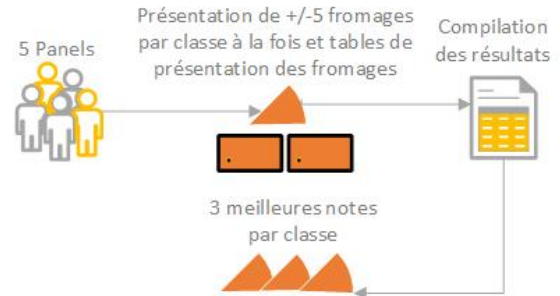 5 Panels
Présentation de +/-5 fromages
par classe à la fois et tables de
présentation des fromages
Compilation
des résultats
3 meilleures notes
par classe